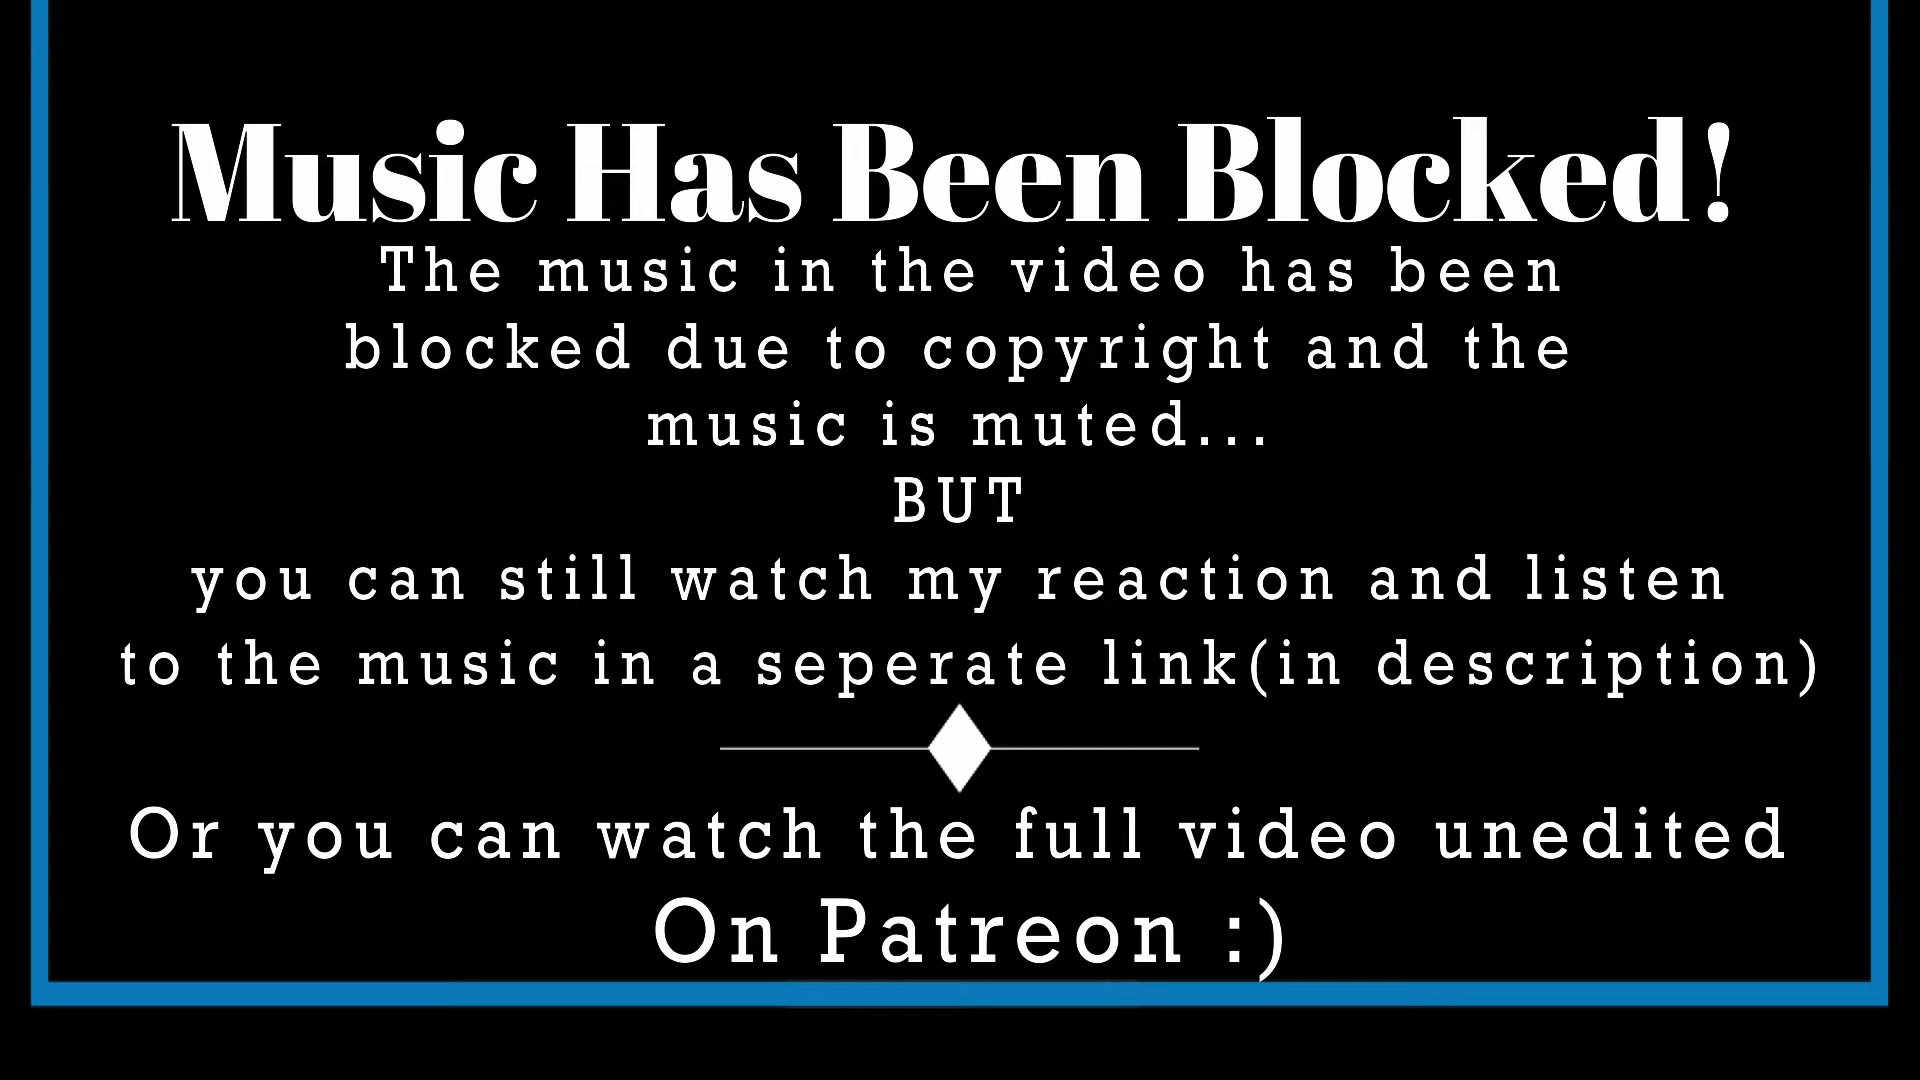 Music Has Been Blocked!
The music in the video has been
blocked due to copyright and the
music is muted...
BUT
you can still watch my reaction and listen
to the music in a seperate link(in description)
Or you can watch the full video unedited
On Patreon :)